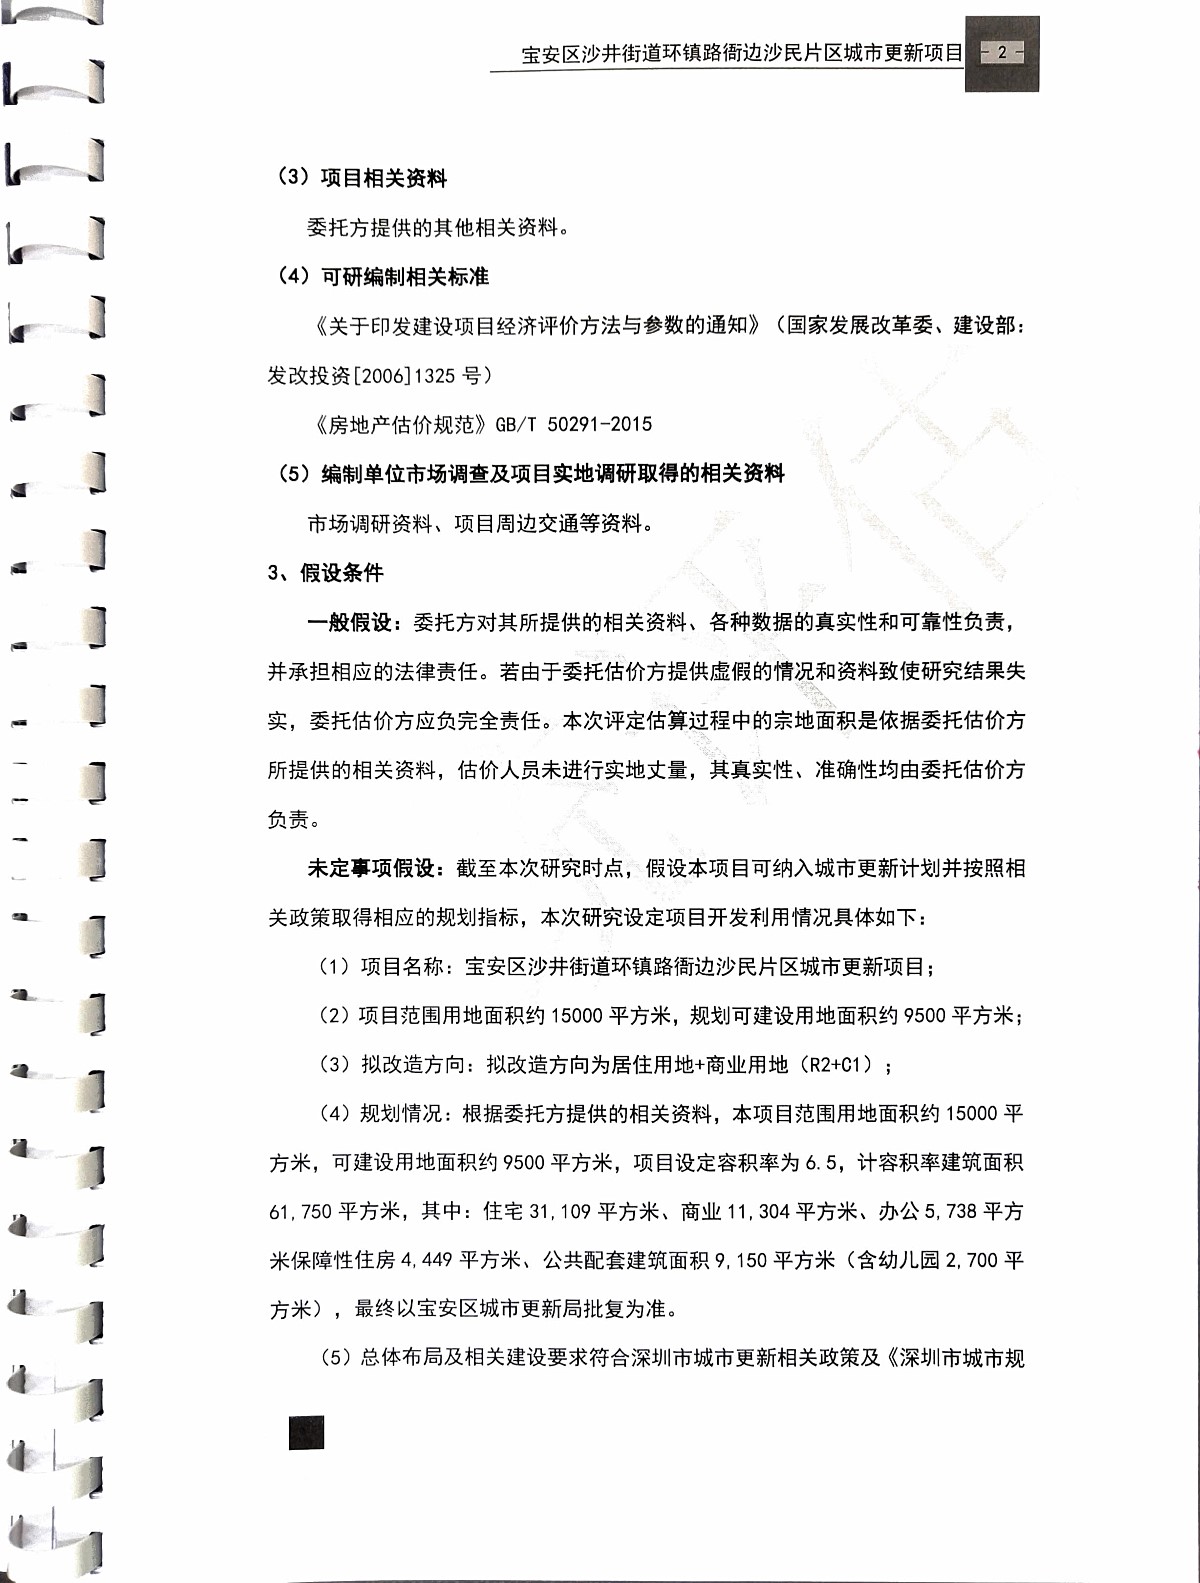 宝安区沙井街道环镇路衙边沙民片区城市更新项目
- 2 -
（3）项目相关资料
委托方提供的其他相关资料。
（4）可研编制相关标准
《关于印发建设项目经济评价方法与参数的通知》（国家发展改革委、建设部：
发改投资[2006]1325 号）
《房地产估价规范》GB/T 50291-2015
（5）编制单位市场调查及项目实地调研取得的相关资料
市场调研资料、项目周边交通等资料。
3、假设条件
一般假设：委托方对其所提供的相关资料、各种数据的真实性和可靠性负责，
并承担相应的法律责任。若由于委托估价方提供虚假的情况和资料致使研究结果失
实，委托估价方应负完全责任。本次评定估算过程中的宗地面积是依据委托估价方
所提供的相关资料，估价人员未进行实地丈量，其真实性、准确性均由委托估价方
负责。
未定事项假设：截至本次研究时点，假设本项目可纳入城市更新计划并按照相
关政策取得相应的规划指标，本次研究设定项目开发利用情况具体如下：
（1）项目名称：宝安区沙井街道环镇路衙边沙民片区城市更新项目；
（2）项目范围用地面积约 15000 平方米，规划可建设用地面积约 9500 平方米；
（3）拟改造方向：拟改造方向为居住用地+商业用地（R2+C1）；
（4）规划情况：根据委托方提供的相关资料，本项目范围用地面积约 15000 平
方米，可建设用地面积约 9500 平方米，项目设定容积率为 6.5，计容积率建筑面积
61,750 平方米，其中：住宅 31,109 平方米、商业 11,304 平方米、办公 5,738 平方
米保障性住房 4,449 平方米、公共配套建筑面积 9,150 平方米（含幼儿园 2,700 平
方米），最终以宝安区城市更新局批复为准。
（5）总体布局及相关建设要求符合深圳市城市更新相关政策及《深圳市城市规